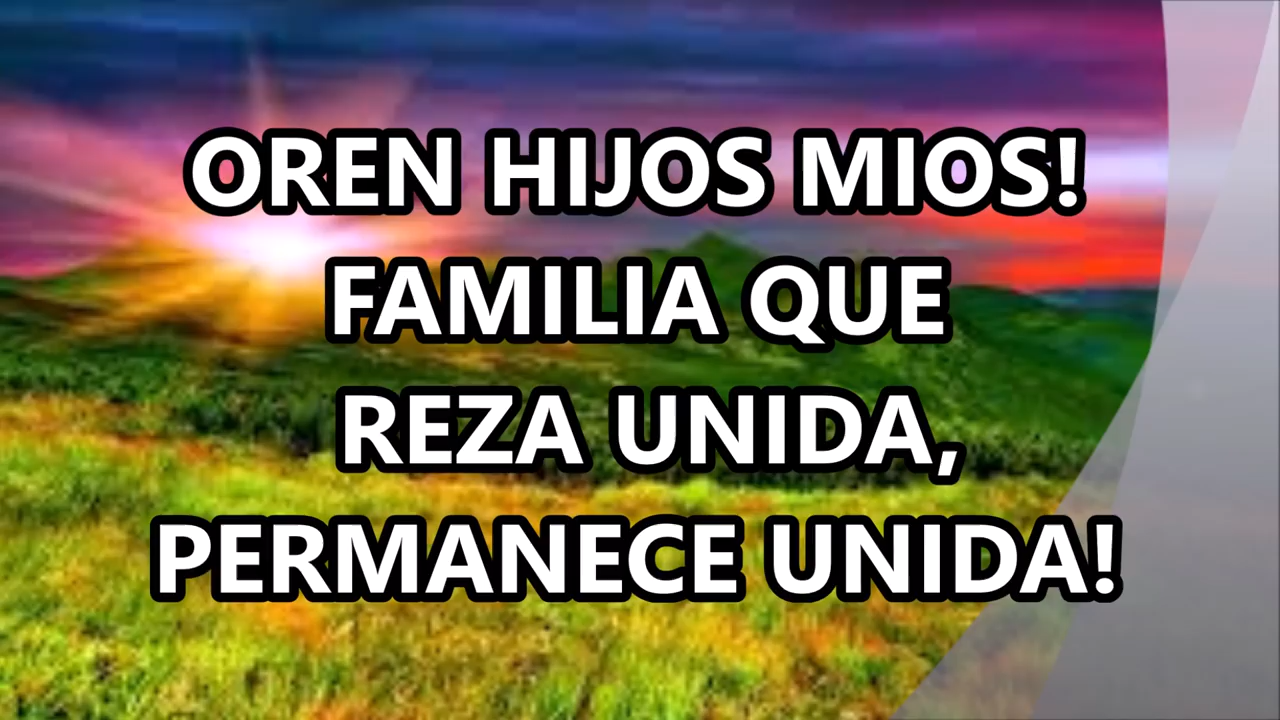 OREN HIJOS MIOS!
FAMILIA QUE
REZA UNIDA,
PERMANECE UNIDA!